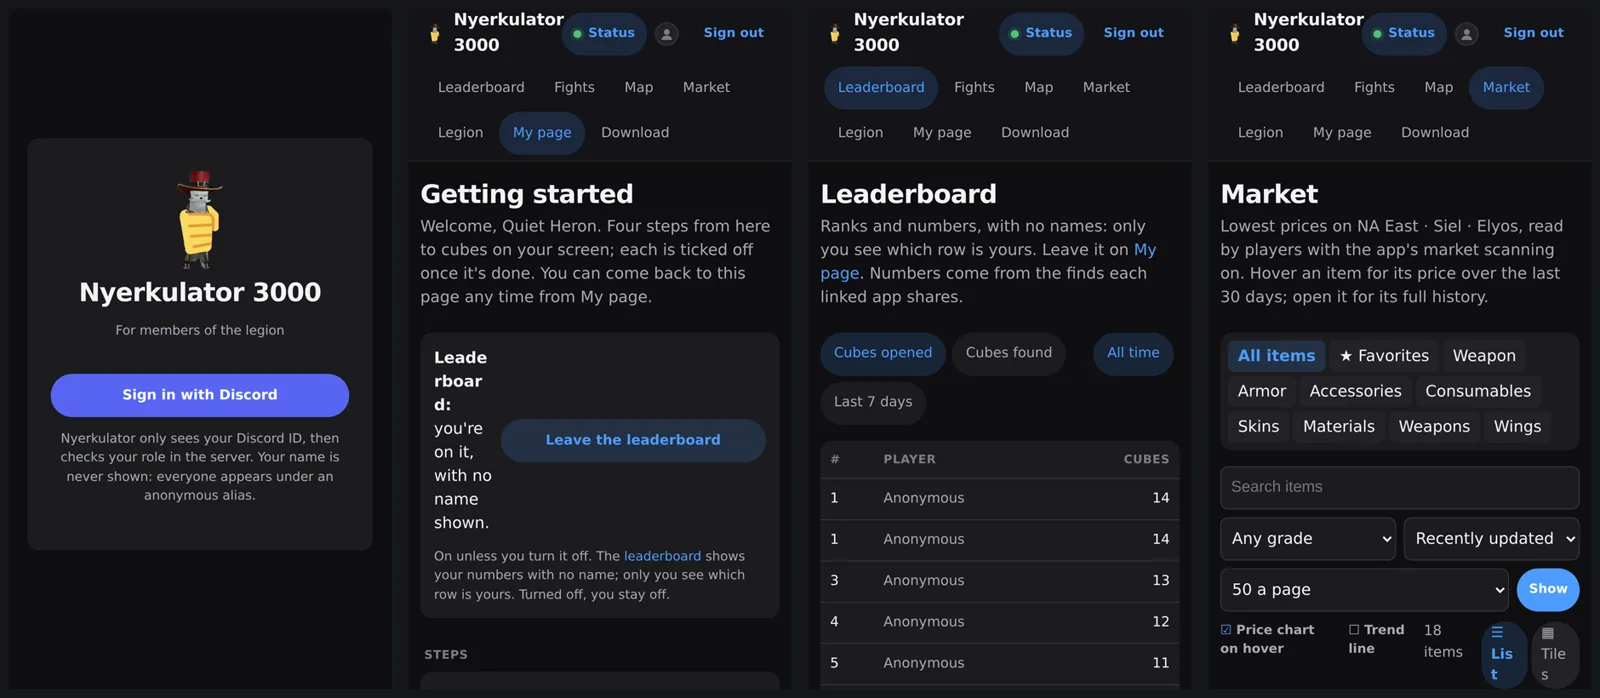 Nyerkulator 3000
For members of the legion
Sign in with Discord
Nyerkulator only sees your Discord ID, then
checks your role in the server. Your name is
never shown: everyone appears under an
anonymous alias.
Nyerkulator
3000
Status
Sign out
Leaderboard
Fights
Map
Market
Legion
My page
Download
Getting started
Welcome, Quiet Heron. Four steps from here
to cubes on your screen; each is ticked off
once it's done. You can come back to this
page any time from My page.
Leade
rboar
d:
you're
on it,
with no
name
shown.
Leave the leaderboard
On unless you turn it off. The leaderboard shows
your numbers with no name; only you see which
row is yours. Turned off, you stay off.
STEPS
Nyerkulator
3000
Status
Sign out
Leaderboard
Fights
Map
Market
Legion
My page
Download
Leaderboard
Ranks and numbers, with no names: only
you see which row is yours. Leave it on My
page. Numbers come from the finds each
linked app shares.
Cubes opened
Cubes found
All time
Last 7 days
# PLAYER CUBES
1 Anonymous 14
1 Anonymous 14
3 Anonymous 13
4 Anonymous 12
5 Anonymous 11
Nyerkulator
3000
Status
Sign out
Leaderboard
Fights
Map
Market
Legion
My page
Download
Market
Lowest prices on NA East · Siel · Elyos, read
by players with the app's market scanning
on. Hover an item for its price over the last
30 days; open it for its full history.
All items
★ Favorites
Weapon
Armor
Accessories
Consumables
Skins
Materials
Weapons
Wings
Search items
Any grade
Recently updated
50 a page
Show
Price chart
on hover
Trend
line
18
items
Lis
t
Tile
s